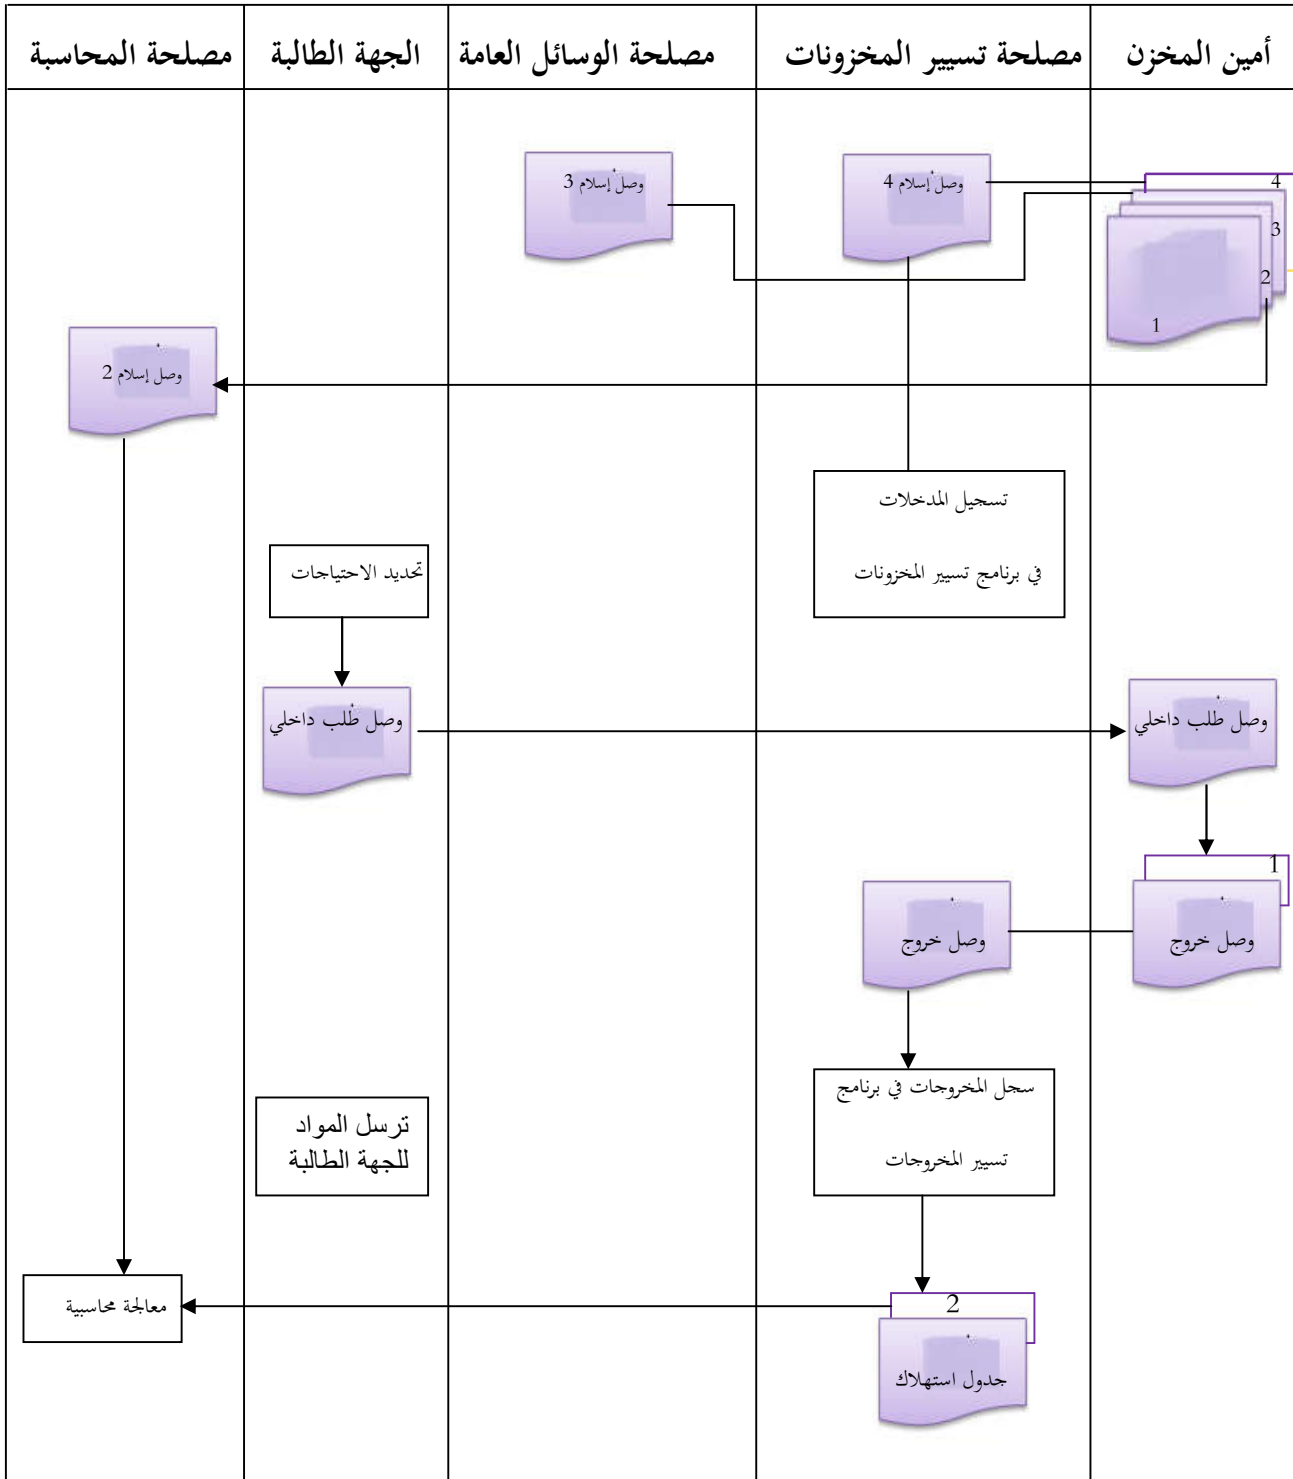 أمين المخزن
مصلحة تسيير المخزونات
مصلحة الوسائل العامة
الجهة الطالبة
مصلحة المحاسبة
4
3
2
1
وصل إسلام 4
وصل إسلام 3
وصل إسلام 2
تسجيل المدخلات
في برنامج تسيير المخزونات
تحديد الاحتياجات
وصل طلب داخلي
وصل طلب داخلي
1
وصل خروج
وصل خروج
سجل المخروجات في برنامج
تسيير المخروجات
ترسل المواد
للجهة الطالبة
معالجة محاسبية
2
جدول استهلاك